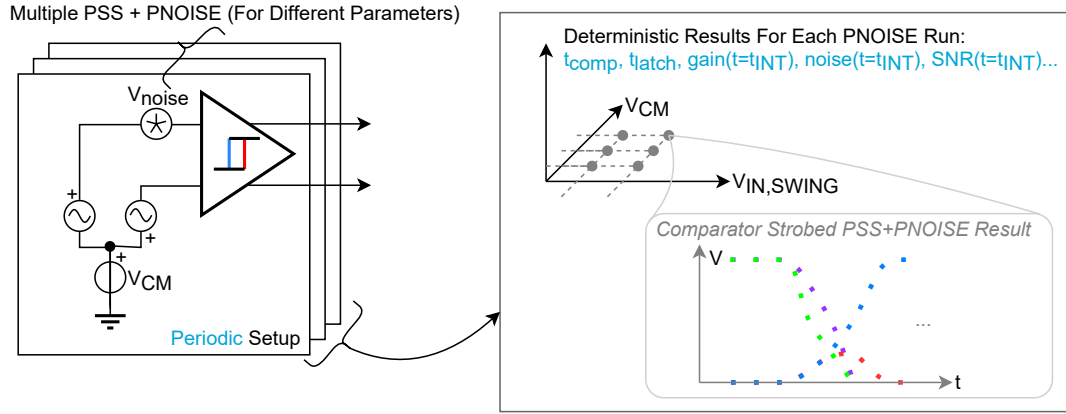 Multiple PSS + PNOISE (For Different Parameters)
Vnoise
+
+
+
VCM
Periodic Setup
Deterministic Results For Each PNOISE Run:
tcomp, tlatch, gain(t=tINT), noise(t=tINT), SNR(t=tINT)...
VCM
VIN,SWING
Comparator Strobed PSS+PNOISE Result
V
...
t